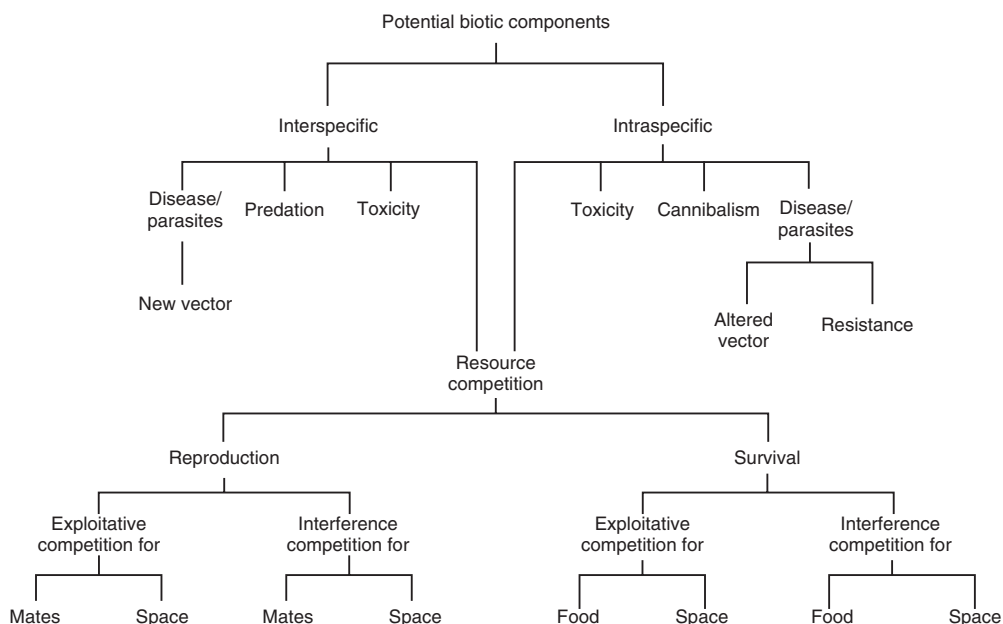 Potential biotic components
Interspecific
Intraspecific
Disease/
parasites
Predation
Toxicity
Toxicity
Cannibalism
Disease/
parasites
New vector
Altered
vector
Resistance
Resource
competition
Reproduction
Survival
Exploitative
competition for
Interference
competition for
Exploitative
competition for
Interference
competition for
Mates
Space
Mates
Space
Food
Space
Food
Space